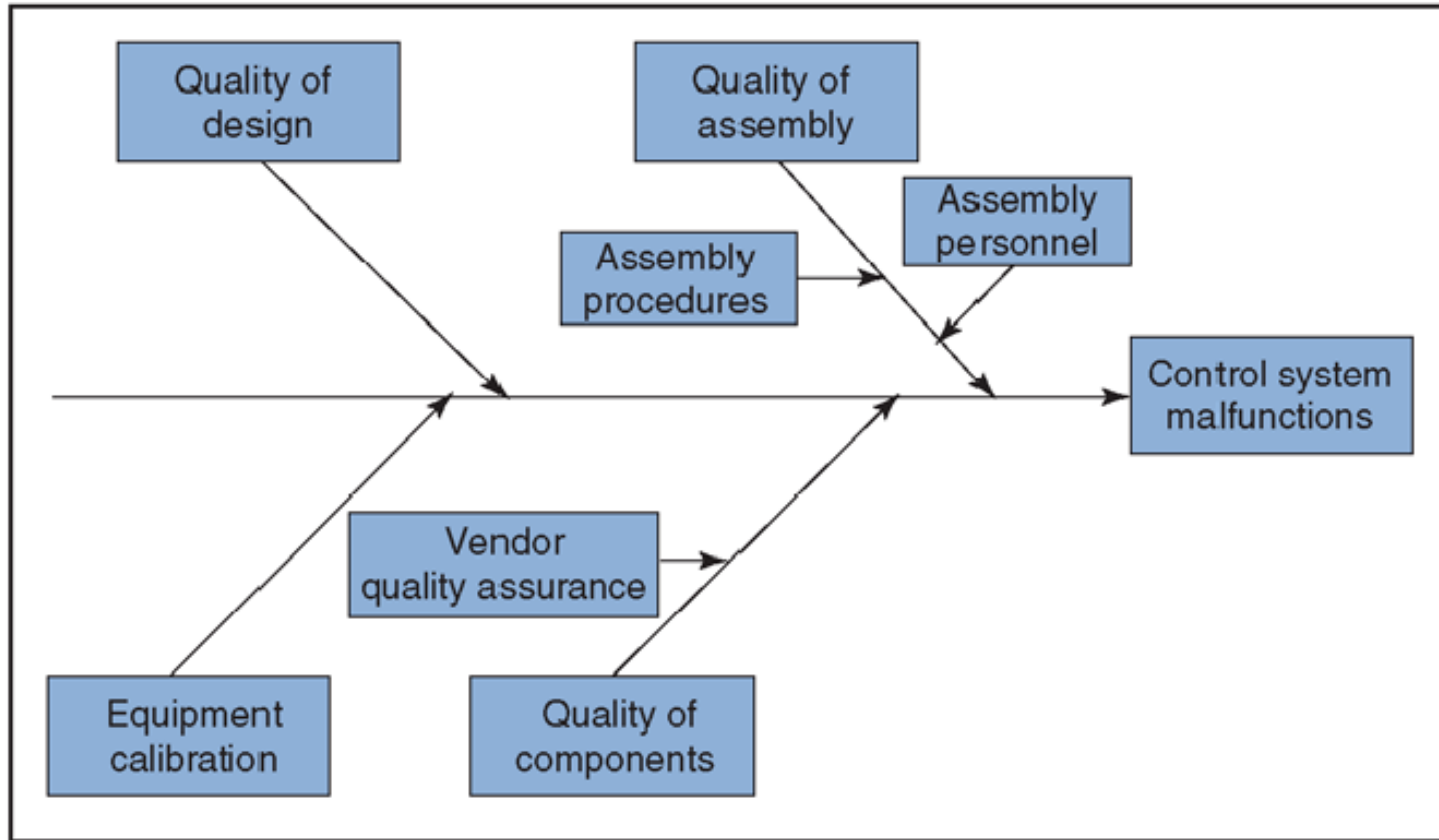 Quality of
design
Quality of
assembly
Assembly
personnel
Assembly
procedures
Control system
malfunctions
Vendor
quality assurance
Equipment
calibration
Quality of
components